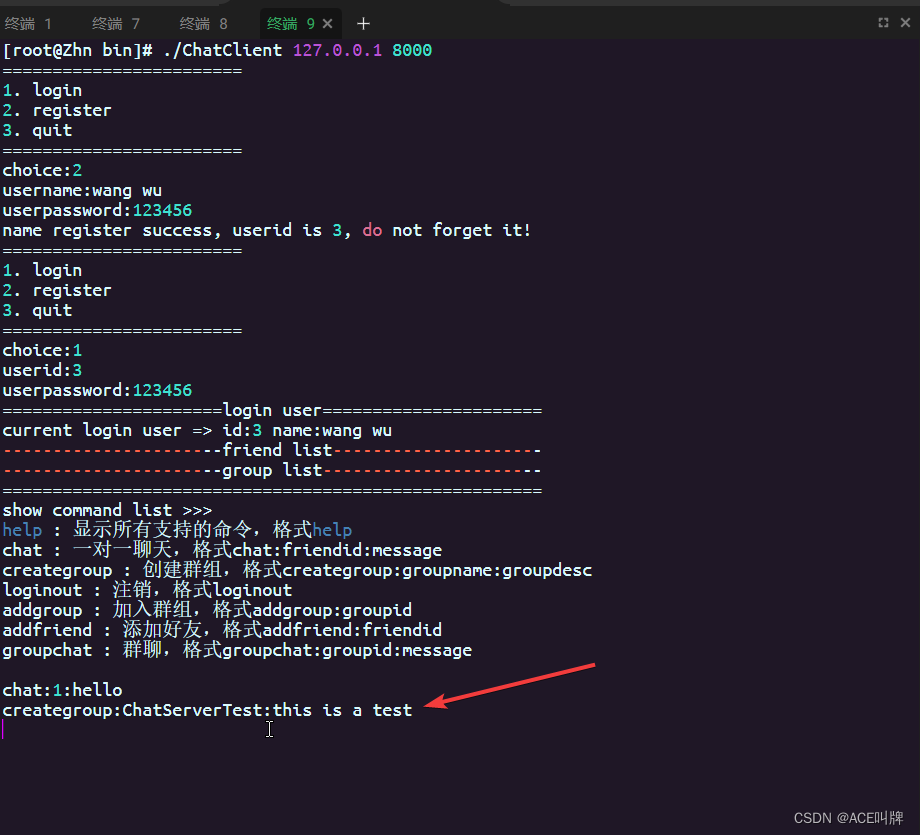 终端 1 终端 7 终端 8 终端 9 × +
[root@Zhn bin]# ./ChatClient 127.0.0.1 8000
========================
1. login
2. register
3. quit
========================
choice:2
username:wang wu
userpassword:123456
name register success, userid is 3, do not forget it!
========================
1. login
2. register
3. quit
========================
choice:1
userid:3
userpassword:123456
======================login user======================
current login user => id:3 name:wang wu
----------------------friend list---------------------
----------------------group list----------------------
======================================================
show command list >>>
help : 显示所有支持的命令，格式help
chat : 一对一聊天，格式chat:friendid:message
creategroup : 创建群组，格式creategroup:groupname:groupdesc
loginout : 注销，格式loginout
addgroup : 加入群组，格式addgroup:groupid
addfriend : 添加好友，格式addfriend:friendid
groupchat : 群聊，格式groupchat:groupid:message
chat:1:hello
creategroup:ChatServerTest:this is a test
CSDN @ACE叫牌